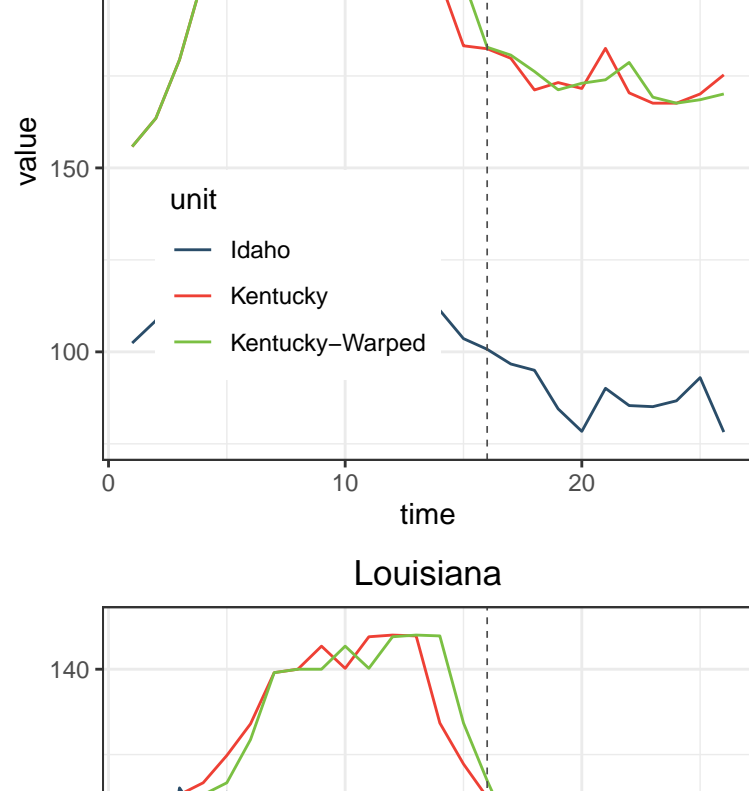 value
150
100
unit
Idaho
Kentucky
Kentucky−Warped
0
10
20
time
Louisiana
140